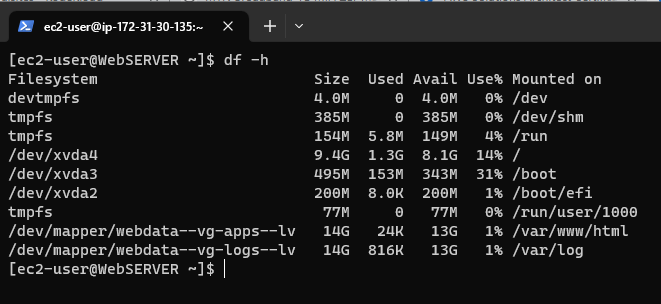 ec2-user@ip-172-31-30-135:~
[ec2-user@WebSERVER ~]$ df -h
Filesystem                       Size  Used Avail Use% Mounted on
devtmpfs                         4.0M     0  4.0M   0% /dev
tmpfs                            385M     0  385M   0% /dev/shm
tmpfs                            154M  5.8M  149M   4% /run
/dev/xvda4                       9.4G  1.3G  8.1G  14% /
/dev/xvda3                       495M  153M  343M  31% /boot
/dev/xvda2                       200M  8.0K  200M   1% /boot/efi
tmpfs                             77M     0   77M   0% /run/user/1000
/dev/mapper/webdata--vg-apps--lv   14G   24K   13G   1% /var/www/html
/dev/mapper/webdata--vg-logs--lv   14G  816K   13G   1% /var/log
[ec2-user@WebSERVER ~]$